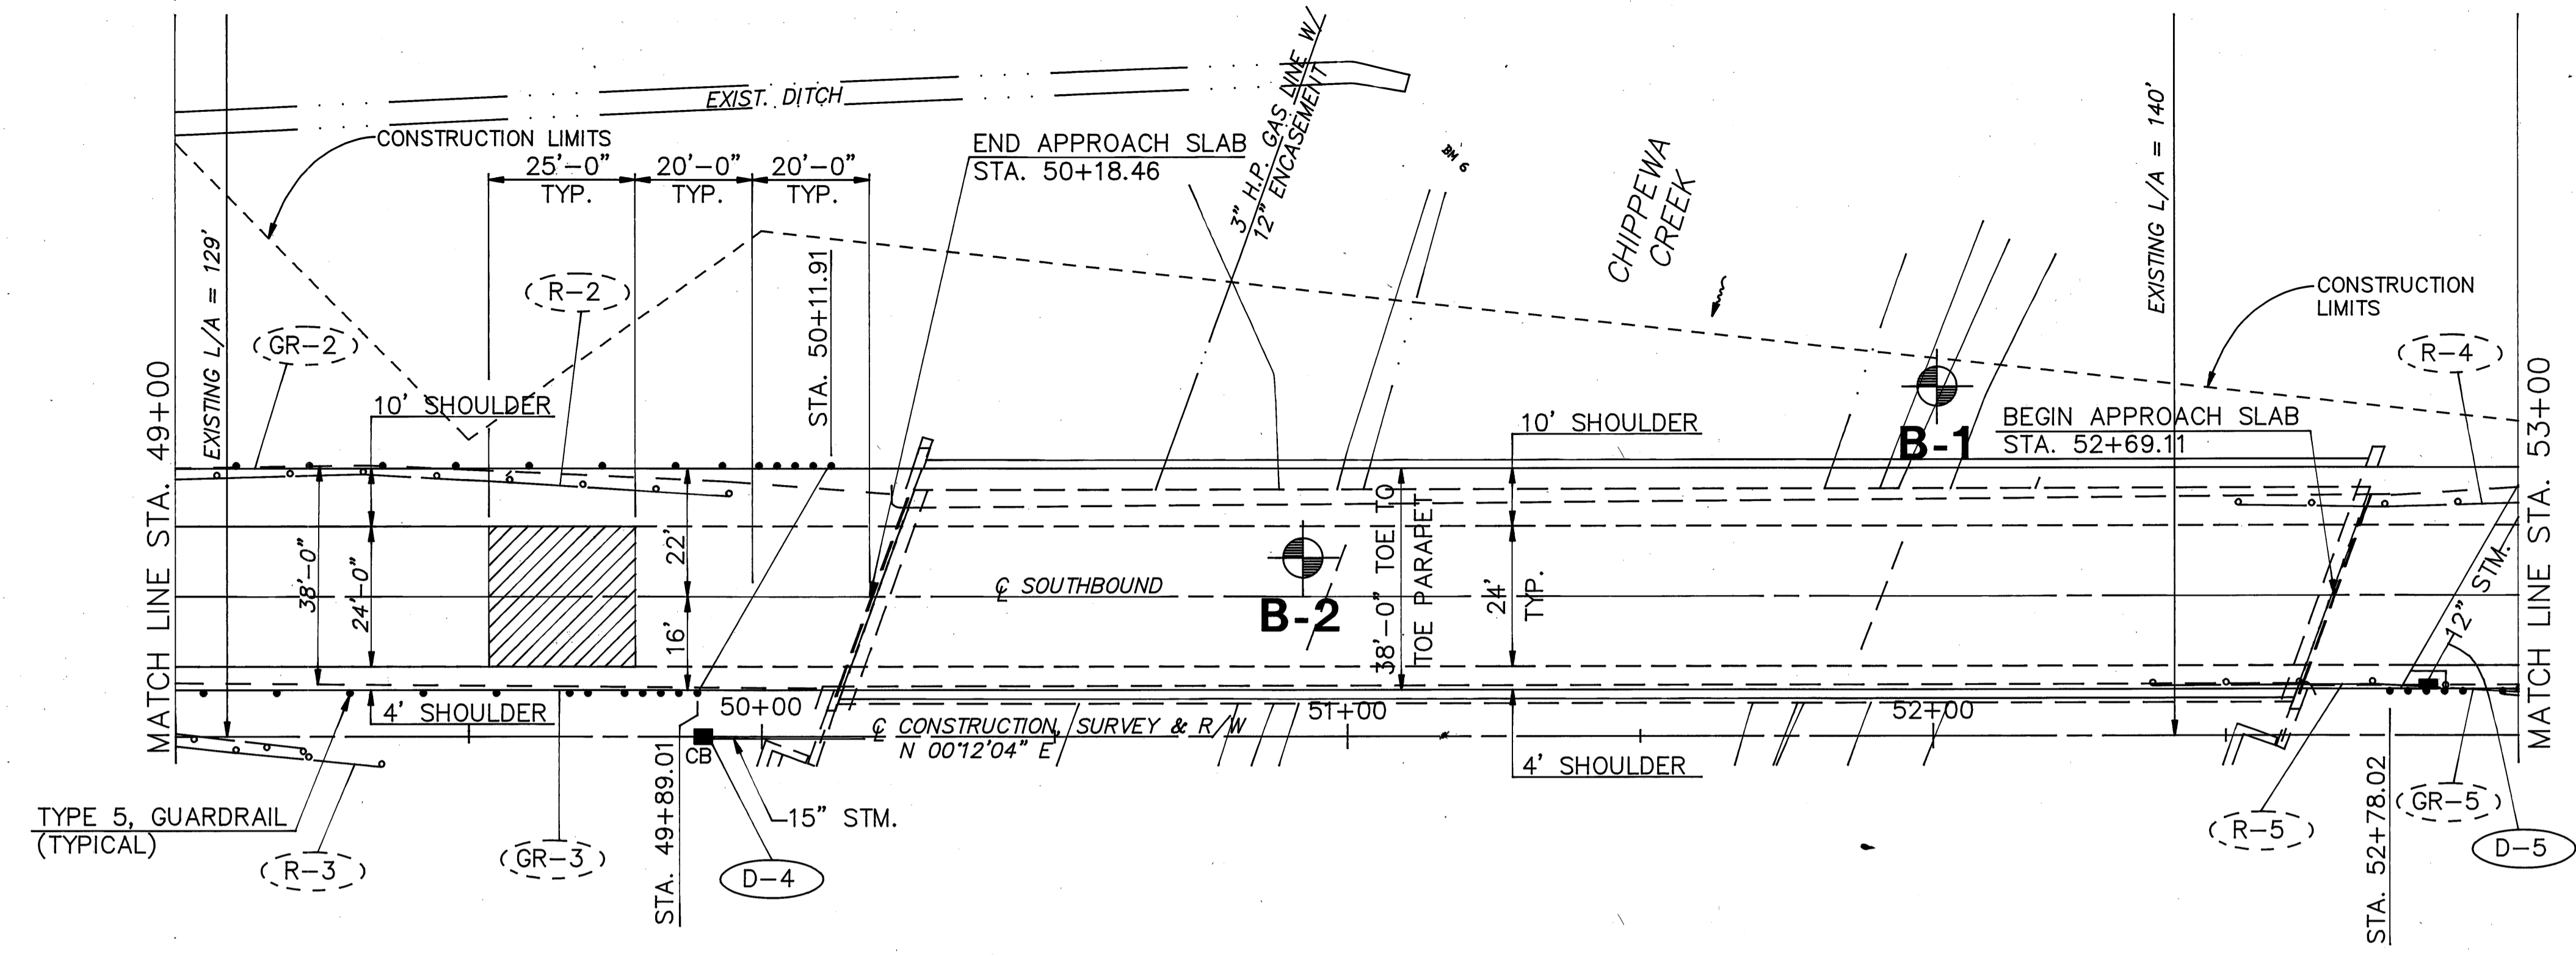 EXIST. DITCH
CONSTRUCTION LIMITS
25'-0"
TYP.
20'-0"
TYP.
20'-0"
TYP.
END APPROACH SLAB
STA. 50+18.46
3" H.P. GAS LINE W/
12" ENCASEMENT
BM 6
CHIPPEWA
CREEK
EXISTING L/A = 129'
EXISTING L/A = 140'
CONSTRUCTION
LIMITS
R-2
GR-2
R-4
STA. 50+11.91
MATCH LINE STA. 49+00
MATCH LINE STA. 53+00
10' SHOULDER
10' SHOULDER
B-1
BEGIN APPROACH SLAB
STA. 52+69.11
38'-0"
24'-0"
22'
16'
℄ SOUTHBOUND
B-2
38'-0" TOE TO
TOE PARAPET
24'
TYP.
12" STM.
4' SHOULDER
50+00
51+00
52+00
℄ CONSTRUCTION, SURVEY & R/W
N 00°12'04" E
CB
4' SHOULDER
STA. 49+89.01
15" STM.
TYPE 5, GUARDRAIL
(TYPICAL)
R-3
GR-3
D-4
STA. 52+78.02
R-5
GR-5
D-5